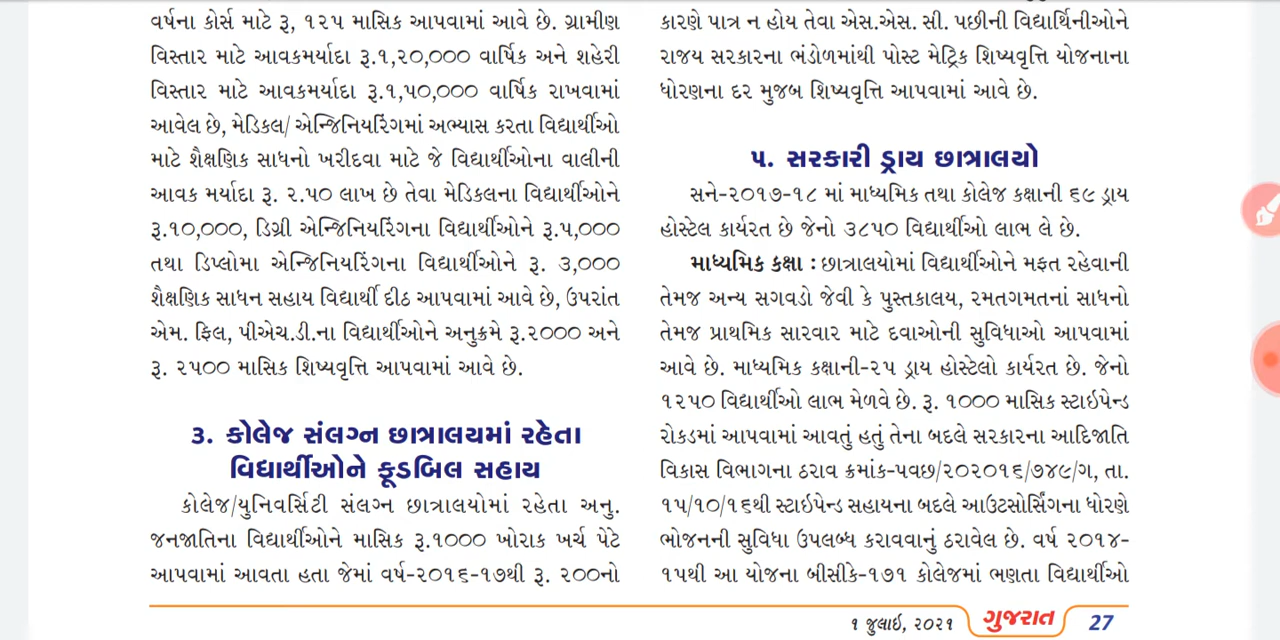 વર્ષના કોર્સ માટે રૂ, ૧૨૫ માસિક આપવામાં આવે છે. ગ્રામીણ
વિસ્તાર માટે આવકમર્યાદા રૂ.૧,૨૦,૦૦૦ વાર્ષિક અને શહેરી
વિસ્તાર માટે આવકમર્યાદા રૂ.૧,૫૦,૦૦૦ વાર્ષિક રાખવામાં
આવેલ છે, મેડિકલ/ એન્જિનિયરિંગમાં અભ્યાસ કરતા વિદ્યાર્થીઓ
માટે શૈક્ષણિક સાધનો ખરીદવા માટે જે વિદ્યાર્થીઓના વાલીની
આવક મર્યાદા રૂ. ૨.૫૦ લાખ છે તેવા મેડિકલના વિદ્યાર્થીઓને
રૂ.૧૦,૦૦૦, ડિગ્રી એન્જિનિયરિંગના વિદ્યાર્થીઓને રૂ.૫,૦૦૦
તથા ડિપ્લોમા એન્જિનિયરિંગના વિદ્યાર્થીઓને રૂ. ૩,૦૦૦
શૈક્ષણિક સાધન સહાય વિદ્યાર્થી દીઠ આપવામાં આવે છે, ઉપરાંત
એમ. ફિલ, પીએચ.ડી.ના વિદ્યાર્થીઓને અનુક્રમે રૂ.૨૦૦૦ અને
રૂ. ૨૫૦૦ માસિક શિષ્યવૃત્તિ આપવામાં આવે છે.
૩. કોલેજ સંલગ્ન છાત્રાલયમાં રહેતા
વિદ્યાર્થીઓને ફૂડબિલ સહાય
કોલેજ/યુનિવર્સિટી સંલગ્ન છાત્રાલયોમાં રહેતા અનુ.
જનજાતિના વિદ્યાર્થીઓને માસિક રૂ.૧૦૦૦ ખોરાક ખર્ચ પેટે
આપવામાં આવતા હતા જેમાં વર્ષ-૨૦૧૬-૧૭થી રૂ. ૨૦૦નો
કારણે પાત્ર ન હોય તેવા એસ.એસ. સી. પછીની વિદ્યાર્થિનીઓને
રાજ્ય સરકારના ભંડોળમાંથી પોસ્ટ મેટ્રિક શિષ્યવૃત્તિ યોજનાના
ધોરણના દર મુજબ શિષ્યવૃત્તિ આપવામાં આવે છે.
૫. સરકારી ડ્રાય છાત્રાલયો
સને-૨૦૧૭-૧૮ માં માધ્યમિક તથા કોલેજ કક્ષાની ૬૯ ડ્રાય
હોસ્ટેલ કાર્યરત છે જેનો ૩૮૫૦ વિદ્યાર્થીઓ લાભ લે છે.
માધ્યમિક કક્ષા : છાત્રાલયોમાં વિદ્યાર્થીઓને મફત રહેવાની
તેમજ અન્ય સગવડો જેવી કે પુસ્તકાલય, રમતગમતનાં સાધનો
તેમજ પ્રાથમિક સારવાર માટે દવાઓની સુવિધાઓ આપવામાં
આવે છે. માધ્યમિક કક્ષાની-૨૫ ડ્રાય હોસ્ટેલો કાર્યરત છે. જેનો
૧૨૫૦ વિદ્યાર્થીઓ લાભ મેળવે છે. રૂ. ૧૦૦૦ માસિક સ્ટાઇપેન્ડ
રોકડમાં આપવામાં આવતું હતું તેના બદલે સરકારના આદિજાતિ
વિકાસ વિભાગના ઠરાવ ક્રમાંક-પવછ/૨૦૨૦૧૬/૭૪૯/ગ, તા.
૧૫/૧૦/૧૬થી સ્ટાઇપેન્ડ સહાયના બદલે આઉટસોર્સિંગના ધોરણે
ભોજનની સુવિધા ઉપલબ્ધ કરાવવાનું ઠરાવેલ છે. વર્ષ ૨૦૧૪-
૧૫થી આ યોજના બીસીકે-૧૭૧ કોલેજમાં ભણતા વિદ્યાર્થીઓ
૧ જુલાઇ, ૨૦૨૧ ગુજરાત 27